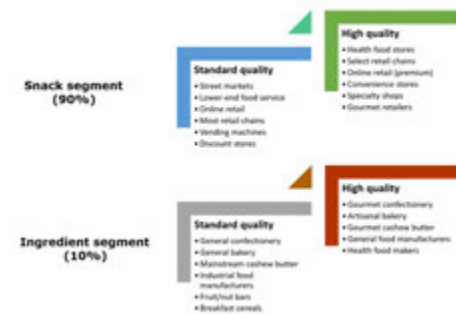 Snack segment
(90%)
Standard quality
• Street markets
• Lower-end food service
• Online retail
• Most retail chains
• Vending machines
• Discount stores
High quality
• Health food stores
• Select retail chains
• Online retail (premium)
• Convenience stores
• Specialty shops
• Gourmet retailers
Ingredient segment
(10%)
Standard quality
• General confectionery
• General bakery
• Mainstream cashew butter
• Industrial food
manufacturers
• Fruit/nut bars
• Breakfast cereals
High quality
• Gourmet confectionery
• Artisanal bakery
• Gourmet cashew butter
• General food manufacturers
• Health food makers